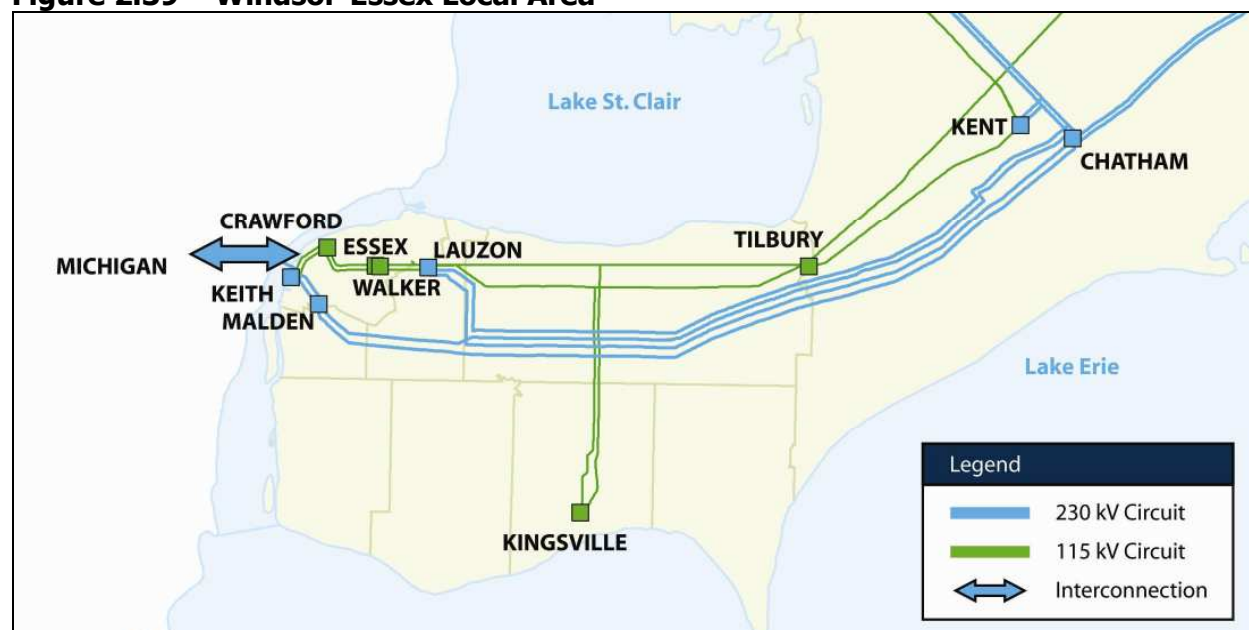 Figure 2.39 Windsor-Essex Local Area
Lake St. Clair
KENT
CHATHAM
CRAWFORD
ESSEX
LAUZON
TILBURY
MICHIGAN
WALKER
KEITH
MALDEN
Lake Erie
KINGSVILLE
Legend
230 kV Circuit
115 kV Circuit
Interconnection